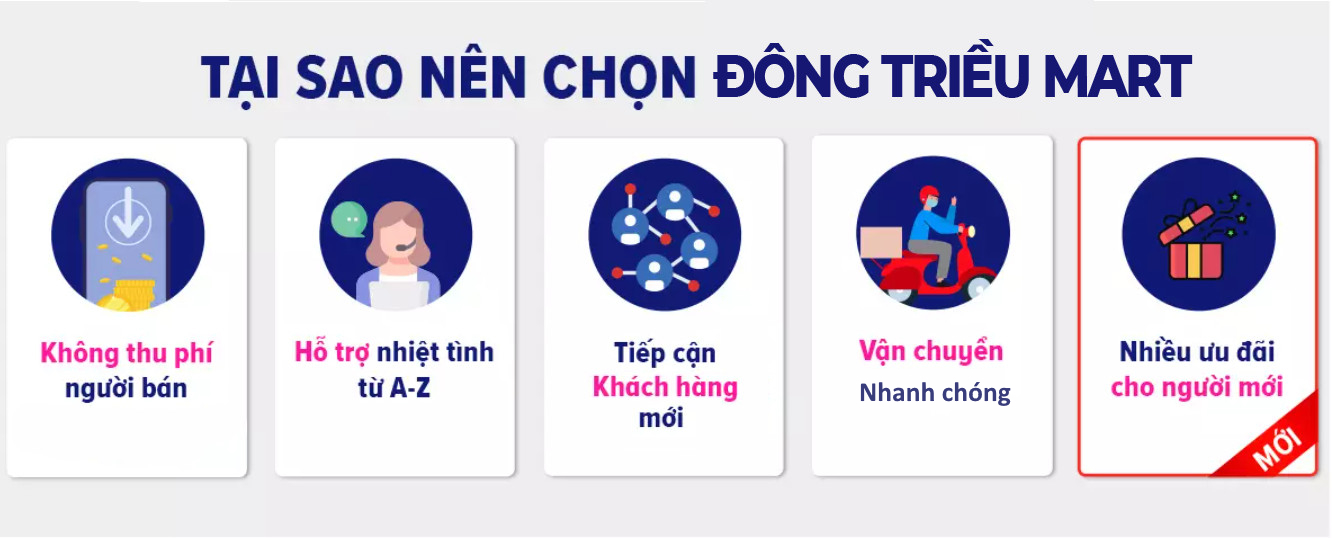 TẠI SAO NÊN CHỌN ĐÔNG TRIỀU MART
Không thu phí
người bán
Hỗ trợ nhiệt tình
từ A-Z
Tiếp cận
Khách hàng
mới
Vận chuyển
Nhanh chóng
Nhiều ưu đãi
cho người mới
MỚI